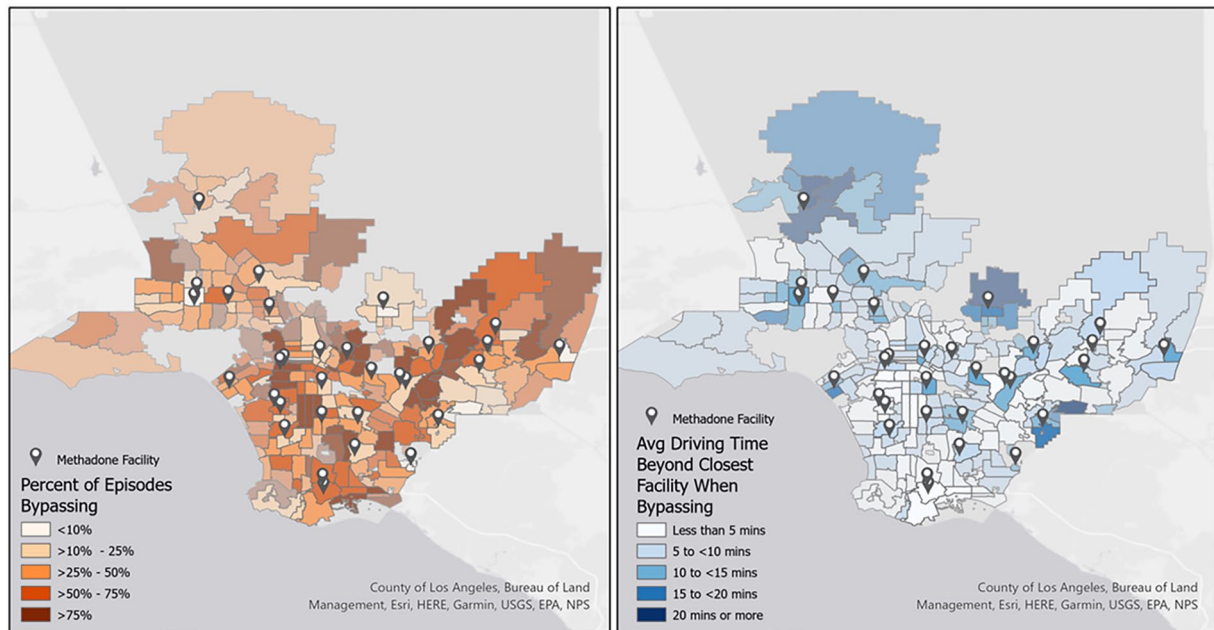 Methadone Facility
Percent of Episodes
Bypassing
<10%
>10% - 25%
>25% - 50%
>50% - 75%
>75%
County of Los Angeles, Bureau of Land
Management, Esri, HERE, Garmin, USGS, EPA, NPS
Methadone Facility
Avg Driving Time
Beyond Closest
Facility When
Bypassing
Less than 5 mins
5 to <10 mins
10 to <15 mins
15 to <20 mins
20 mins or more
County of Los Angeles, Bureau of Land
Management, Esri, HERE, Garmin, USGS, EPA, NPS